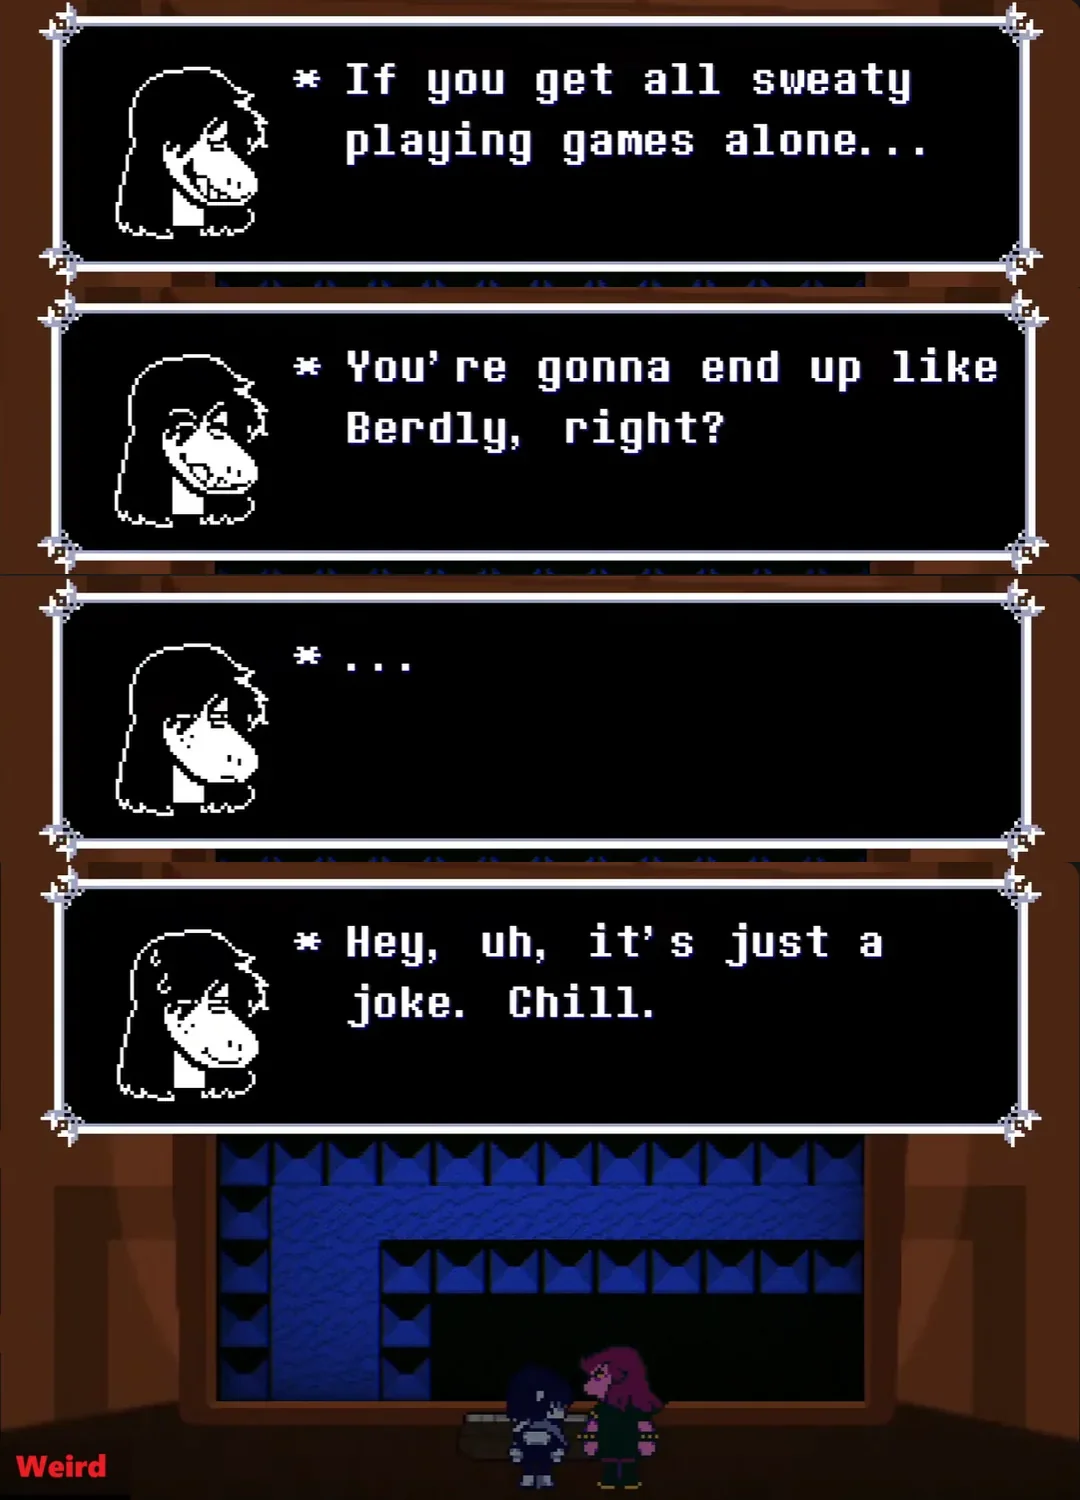 * If you get all sweaty
playing games alone...
* You're gonna end up like
Berdly, right?
* ...
* Hey, uh, it's just a
joke. Chill.
Weird